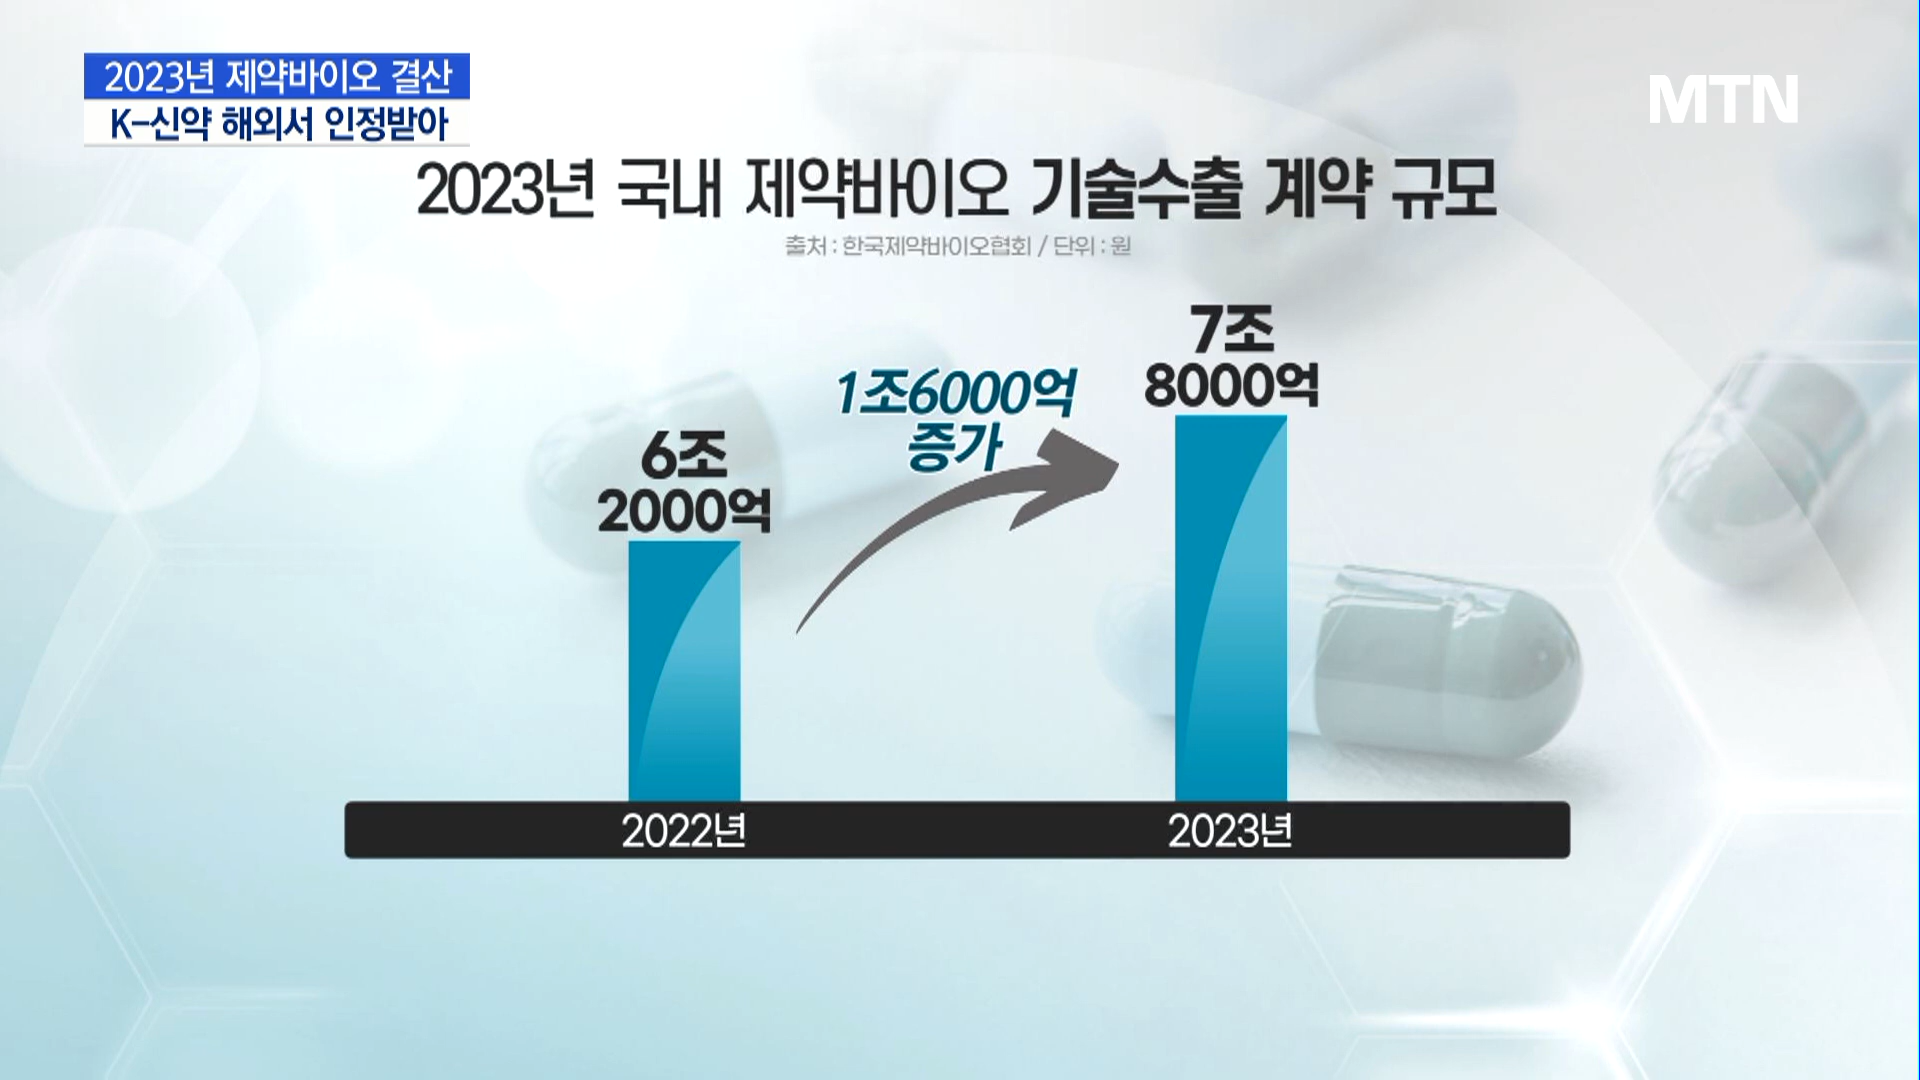 2023년 제약바이오 결산
K-신약 해외서 인정받아
MTN
2023년 국내 제약바이오 기술수출 계약 규모
출처 : 한국제약바이오협회 / 단위 : 원
6조
2000억
1조6000억
증가
7조
8000억
2022년
2023년